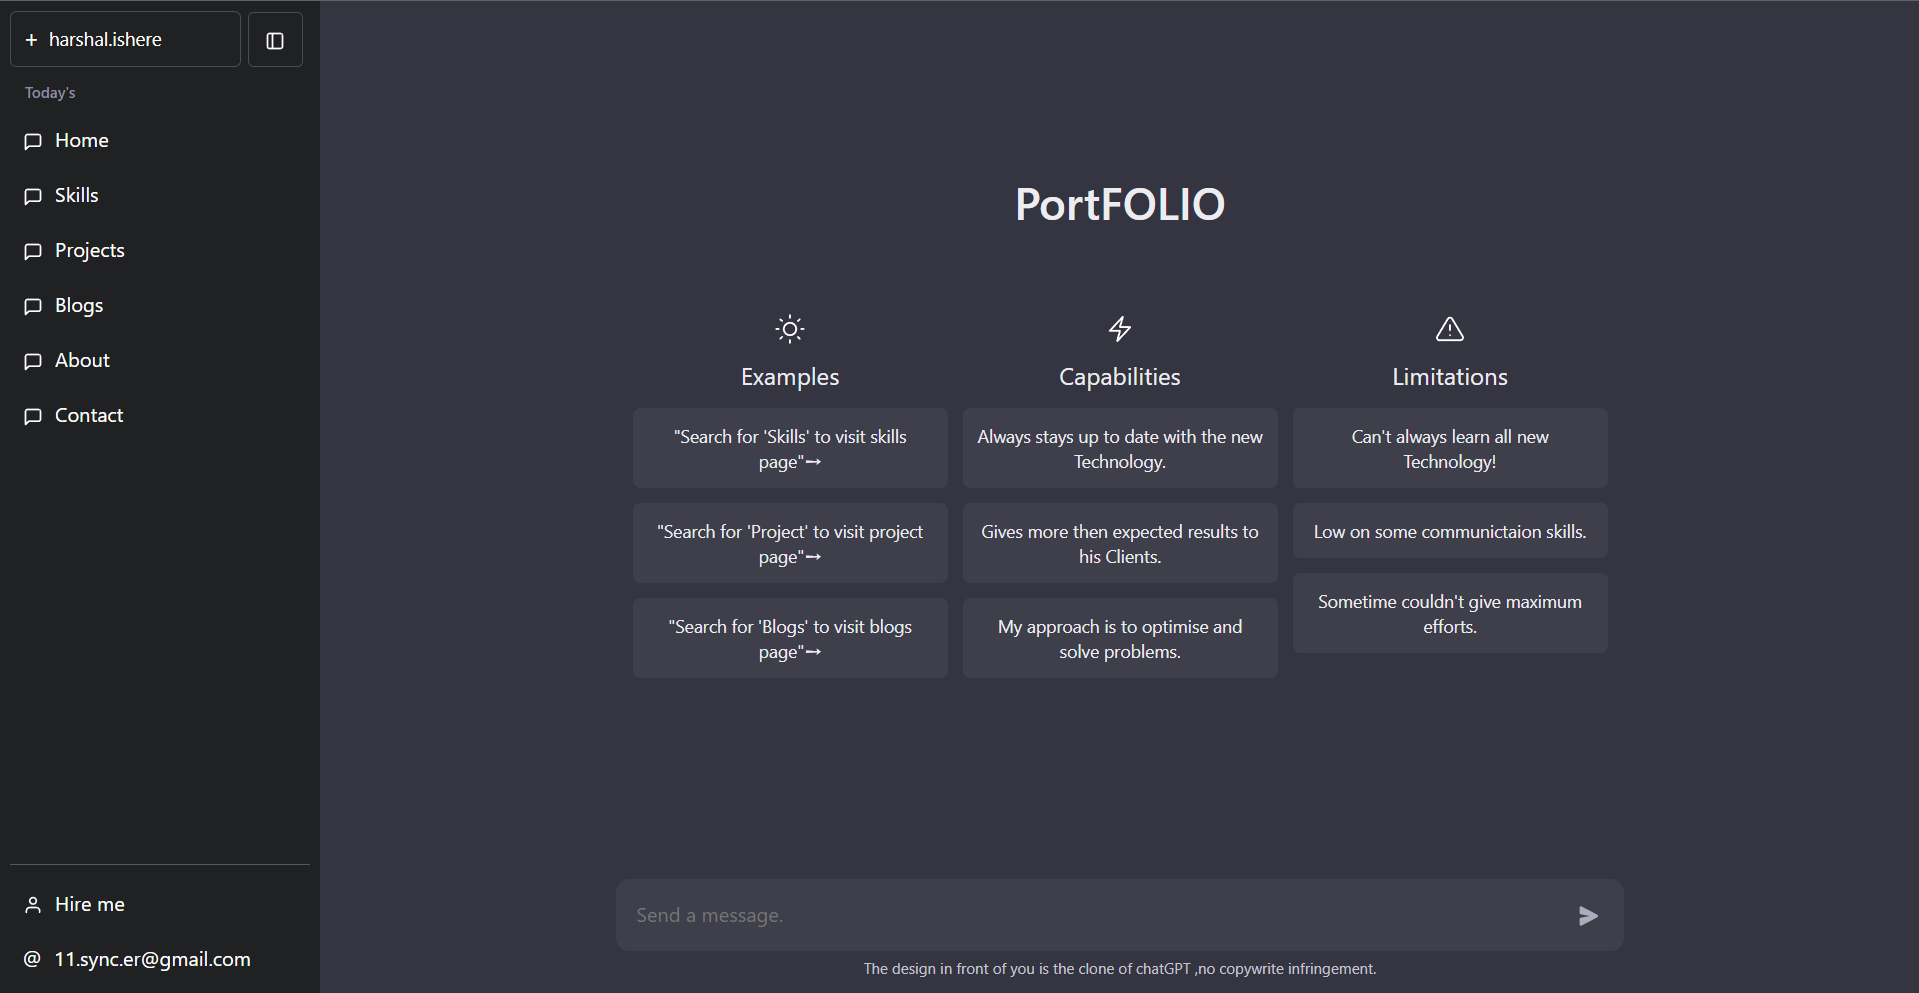 + harshal.ishere
Today's
Home
Skills
Projects
Blogs
About
Contact
Hire me
@ 11.sync.er@gmail.com
PortFOLIO
Examples
"Search for 'Skills' to visit skills
page"→
"Search for 'Project' to visit project
page"→
"Search for 'Blogs' to visit blogs
page"→
Capabilities
Always stays up to date with the new
Technology.
Gives more then expected results to
his Clients.
My approach is to optimise and
solve problems.
Limitations
Can't always learn all new
Technology!
Low on some communictaion skills.
Sometime couldn't give maximum
efforts.
Send a message.
The design in front of you is the clone of chatGPT ,no copywrite infringement.